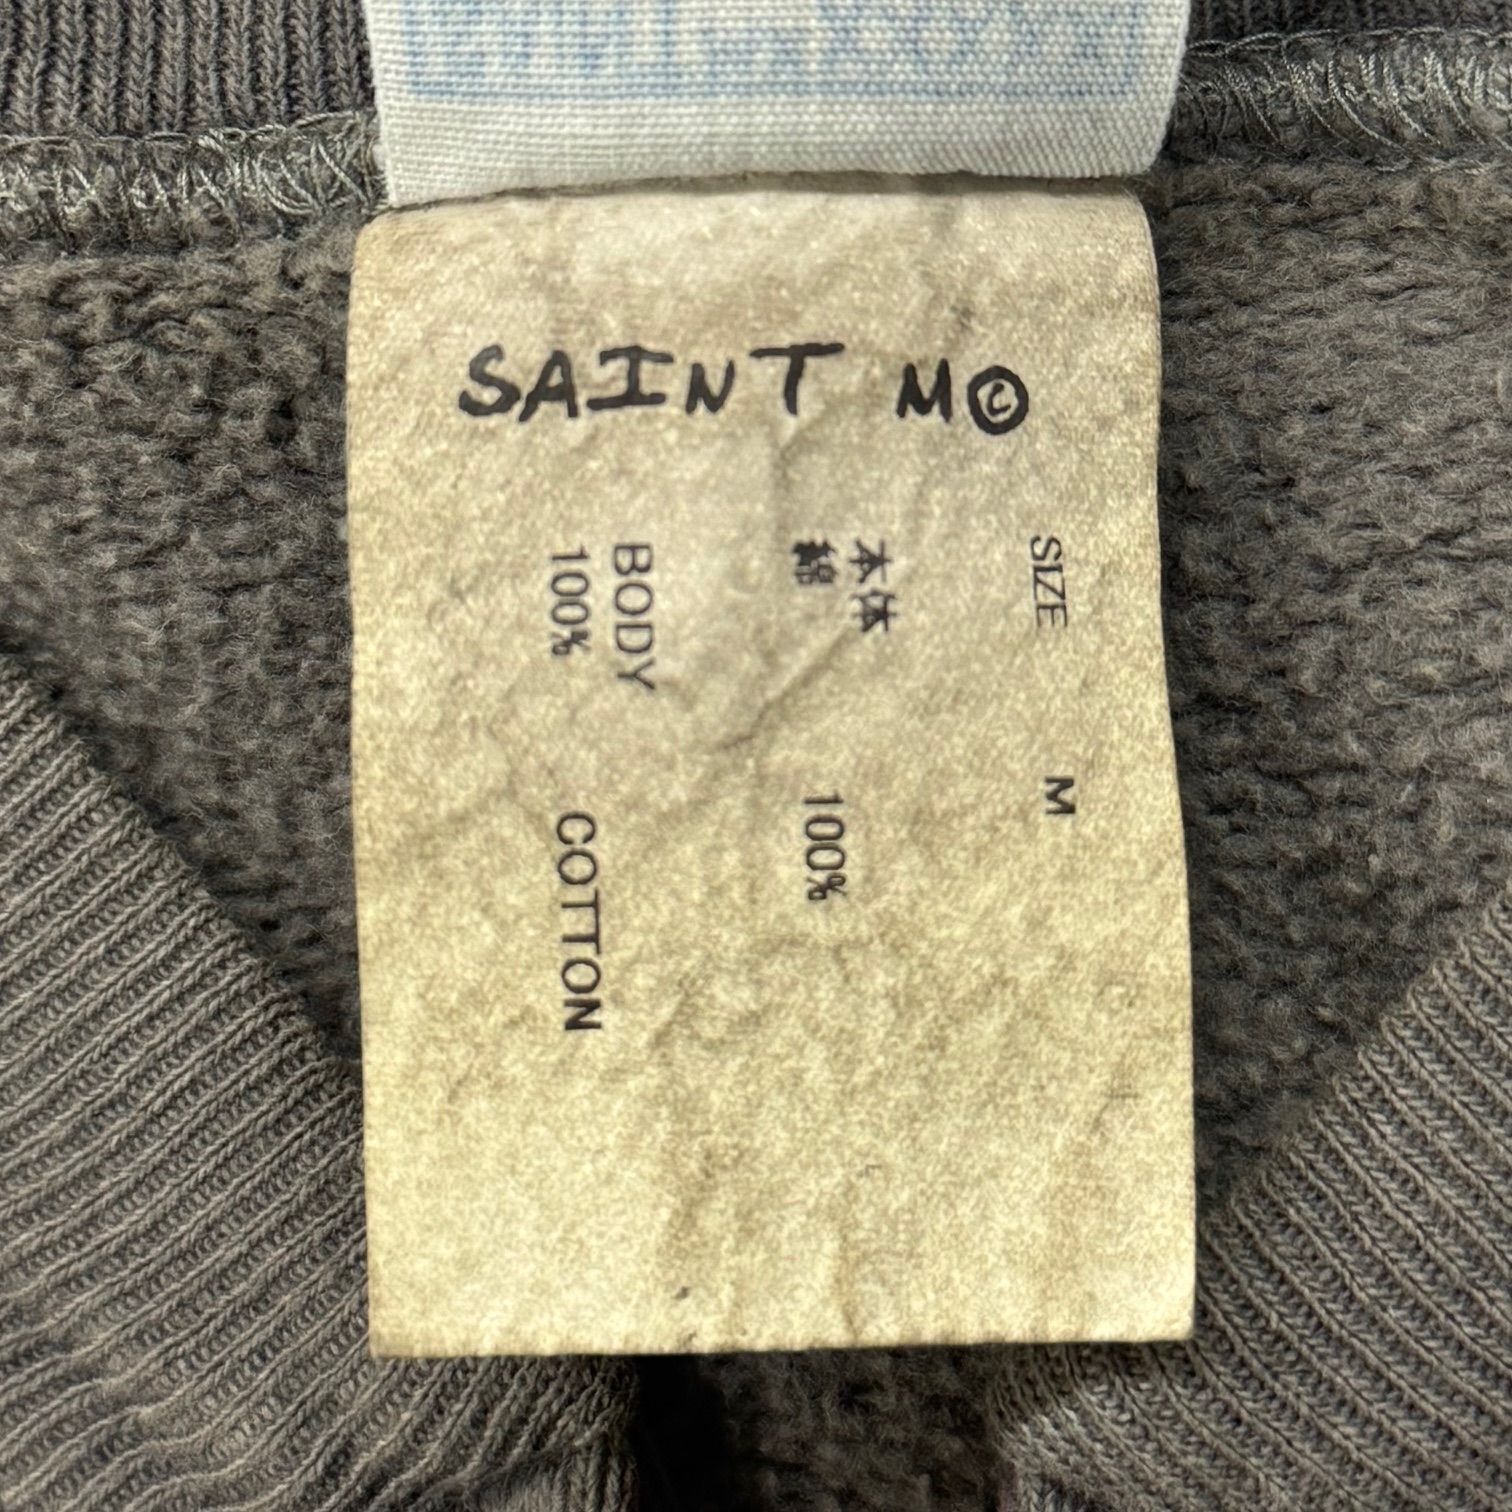 SAINT M©
SIZE M
本体
綿 100%
BODY
100% COTTON